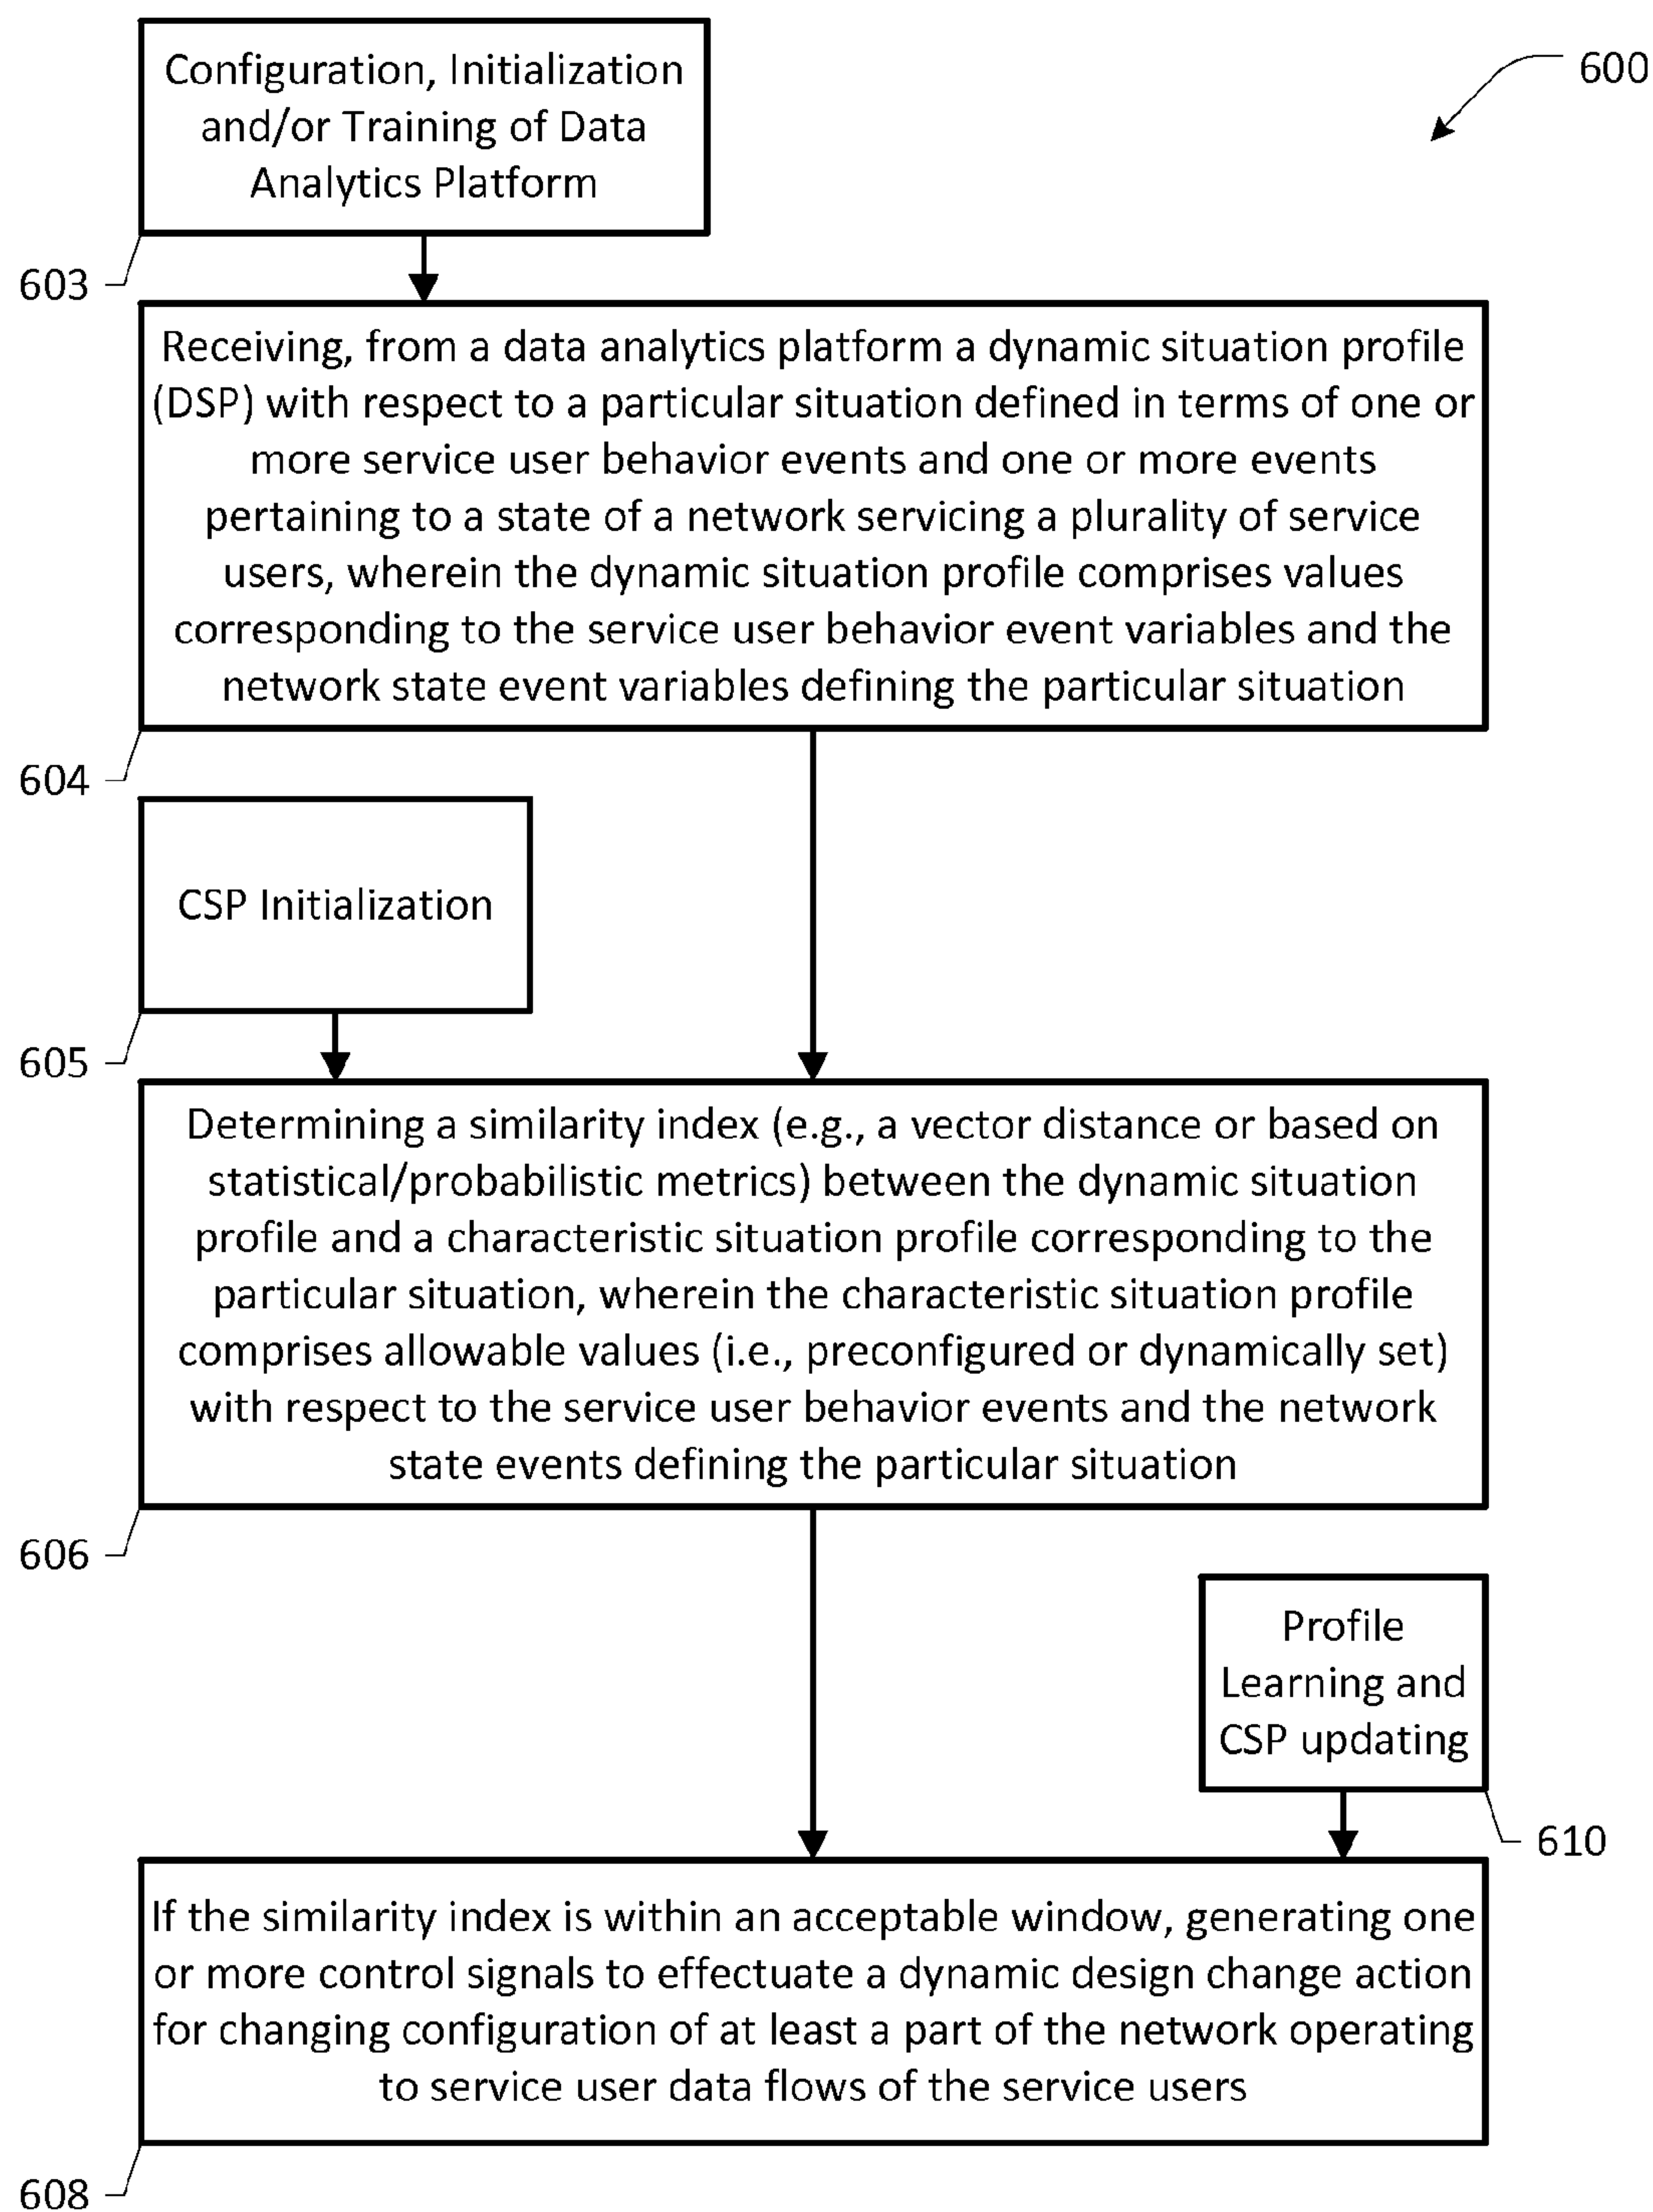 Configuration, Initialization
and/or Training of Data
Analytics Platform
600
603
Receiving, from a data analytics platform a dynamic situation profile
(DSP) with respect to a particular situation defined in terms of one or
more service user behavior events and one or more events
pertaining to a state of a network servicing a plurality of service
users, wherein the dynamic situation profile comprises values
corresponding to the service user behavior event variables and the
network state event variables defining the particular situation
604
CSP Initialization
605
Determining a similarity index (e.g., a vector distance or based on
statistical/probabilistic metrics) between the dynamic situation
profile and a characteristic situation profile corresponding to the
particular situation, wherein the characteristic situation profile
comprises allowable values (i.e., preconfigured or dynamically set)
with respect to the service user behavior events and the network
state events defining the particular situation
606
Profile
Learning and
CSP updating
610
If the similarity index is within an acceptable window, generating one
or more control signals to effectuate a dynamic design change action
for changing configuration of at least a part of the network operating
to service user data flows of the service users
608